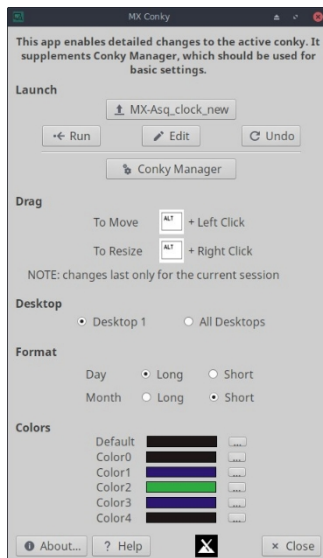 MX Conky
This app enables detailed changes to the active conky. It
supplements Conky Manager, which should be used for
basic settings.
Launch
MX-Asq_clock_new
Run Edit Undo
Conky Manager
Drag
To Move ALT + Left Click
To Resize ALT + Right Click
NOTE: changes last only for the current session
Desktop
Desktop 1 All Desktops
Format
Day Long Short
Month Long Short
Colors
Default ...
Color0 ...
Color1 ...
Color2 ...
Color3 ...
Color4 ...
About... ? Help X × Close